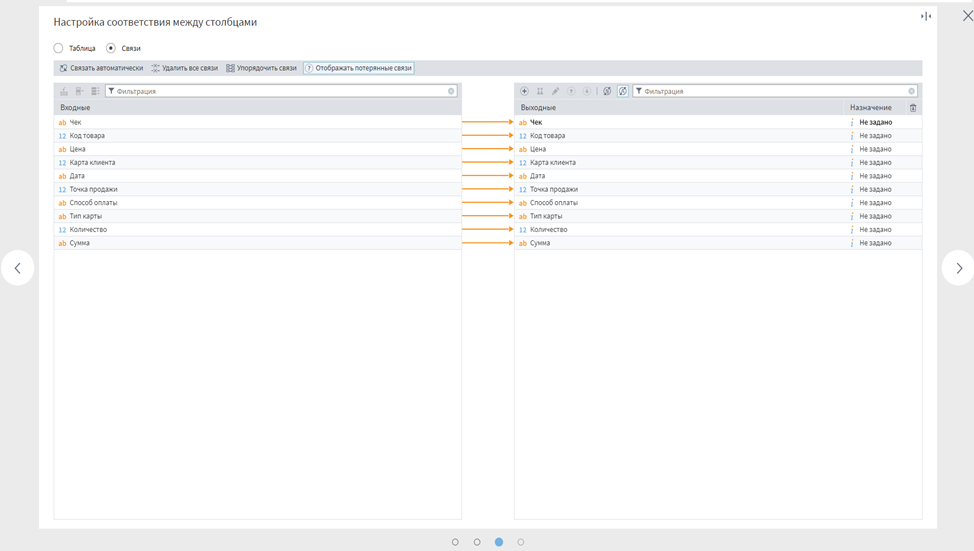 Настройка соответствия между столбцами
Таблица Связи
Связать автоматически Удалить все связи Упорядочить связи ? Отображать потерянные связи
Фильтрация Фильтрация
Входные Выходные Назначение
ab Чек ab Чек i Не задано
12 Код товара 12 Код товара i Не задано
ab Цена ab Цена i Не задано
12 Карта клиента 12 Карта клиента i Не задано
ab Дата ab Дата i Не задано
12 Точка продажи 12 Точка продажи i Не задано
ab Способ оплаты ab Способ оплаты i Не задано
ab Тип карты ab Тип карты i Не задано
12 Количество 12 Количество i Не задано
ab Сумма ab Сумма i Не задано